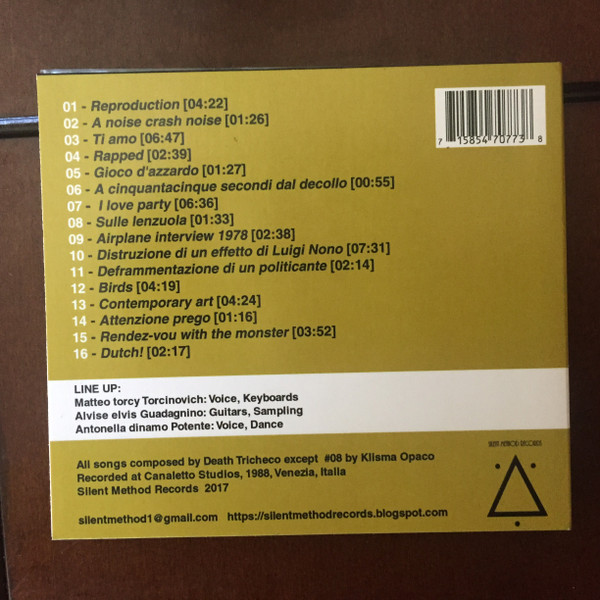 01 - Reproduction [04:22]
02 - A noise crash noise [01:26]
03 - Ti amo [06:47]
04 - Rapped [02:39]
05 - Gioco d'azzardo [01:27]
06 - A cinquantacinque secondi dal decollo [00:55]
07 - I love party [06:36]
08 - Sulle lenzuola [01:33]
09 - Airplane interview 1978 [02:38]
10 - Distruzione di un effetto di Luigi Nono [07:31]
11 - Deframmentazione di un politicante [02:14]
12 - Birds [04:19]
13 - Contemporary art [04:24]
14 - Attenzione prego [01:16]
15 - Rendez-vou with the monster [03:52]
16 - Dutch! [02:17]
7 15854 70773 8
LINE UP:
Matteo torcy Torcinovich: Voice, Keyboards
Alvise elvis Guadagnino: Guitars, Sampling
Antonella dinamo Potente: Voice, Dance
All songs composed by Death Tricheco except #08 by Klisma Opaco
Recorded at Canaletto Studios, 1988, Venezia, Italia
Silent Method Records 2017
silentmethod1@gmail.com https://silentmethodrecords.blogspot.com
SILENT METHOD RECORDS